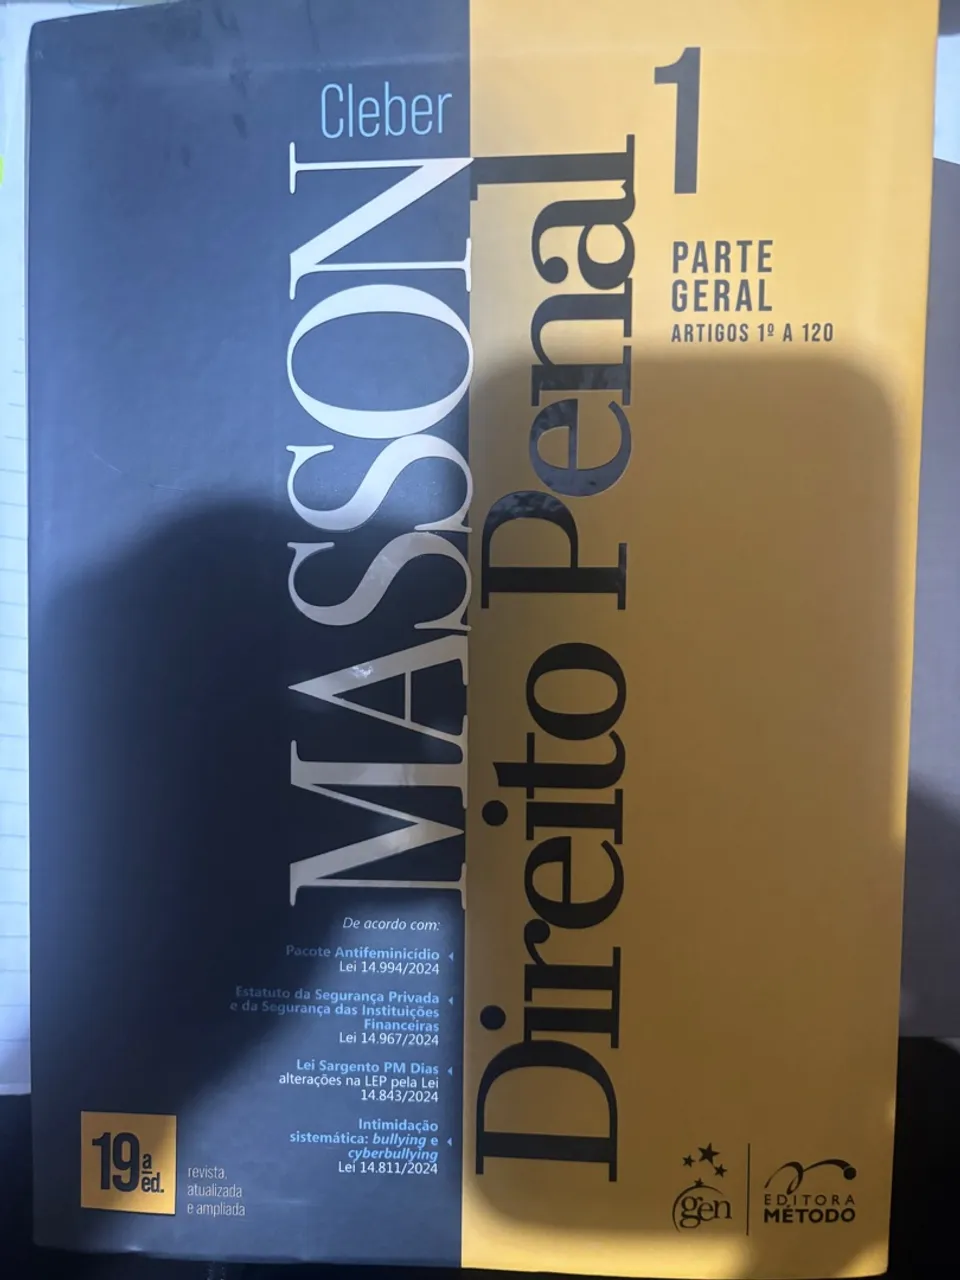 Cleber
MASSON
Direito Penal
1
PARTE
GERAL
ARTIGOS 1º A 120
De acordo com:
Pacote Antifeminicídio
Lei 14.994/2024
Estatuto da Segurança Privada
e da Segurança das Instituições
Financeiras
Lei 14.967/2024
Lei Sargento PM Dias
alterações na LEP pela Lei
14.843/2024
Intimidação
sistemática: bullying e
cyberbullying
Lei 14.811/2024
19ª ed.
revista,
atualizada
e ampliada
gen
EDITORA
MÉTODO